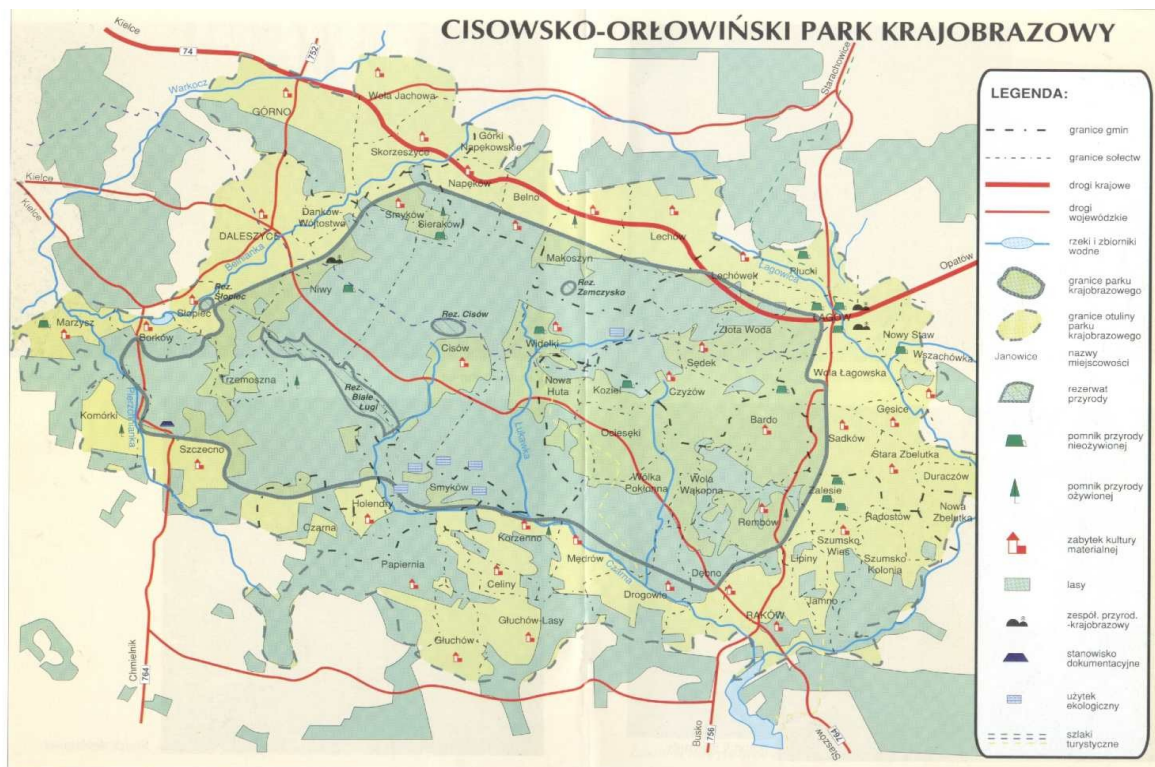 CISOWSKO-ORŁOWIŃSKI PARK KRAJOBRAZOWY
Kielce
74
752
Starachowice
Warkocz
Wola Jachowa
GÓRNO
Górki
Napękowskie
Skorzeszyce
Napęków
Belno
Kielce
Kielce
Smyków
Sieraków
Dańków-
Wójtostwo
DALESZYCE
Lechów
Makoszyn
Belnianka
Lechówek
Łagowica
Płucki
Opatów
Niwy
Rez.
Słopiec
Rez.
Zamczysko
Słopiec
Marzysz
Borków
Rez. Cisów
ŁAGÓW
Złota Woda
Nowy Staw
Wszachówka
Cisów
Widełki
Sędek
Wola Łagowska
Trzemoszna
Rez.
Białe
Ługi
Nowa
Huta
Kozieł
Czyżów
Komórki
Pierzchnianka
Gęsice
Bardo
Łukawka
Ociesęki
Sadków
Szczecno
Stara Zbelutka
Duraczów
Smyków
Wólka
Pokłonna
Wola
Wąkopna
Zalesie
Nowa
Zbelutka
Holendry
Czarna
Rembów
Radostów
Korzenno
Szumsko
Wieś
Mędrów
Lipiny
Szumsko
Kolonia
Papiernia
Celiny
Czarna
Dębno
Drogowle
Jamno
Głuchów-Lasy
RAKÓW
Głuchów
Chmielnik
764
Busko
756
Staszów
764
LEGENDA:
granice gmin
granice sołectw
drogi krajowe
drogi
wojewódzkie
rzeki i zbiorniki
wodne
granice parku
krajobrazowego
granice otuliny
parku
krajobrazowego
Janowice
nazwy
miejscowości
rezerwat
przyrody
pomnik przyrody
nieożywionej
pomnik przyrody
ożywionej
zabytek kultury
materialnej
lasy
zespół. przyrod.
-krajobrazowy
stanowisko
dokumentacyjne
użytek
ekologiczny
szlaki
turystyczne